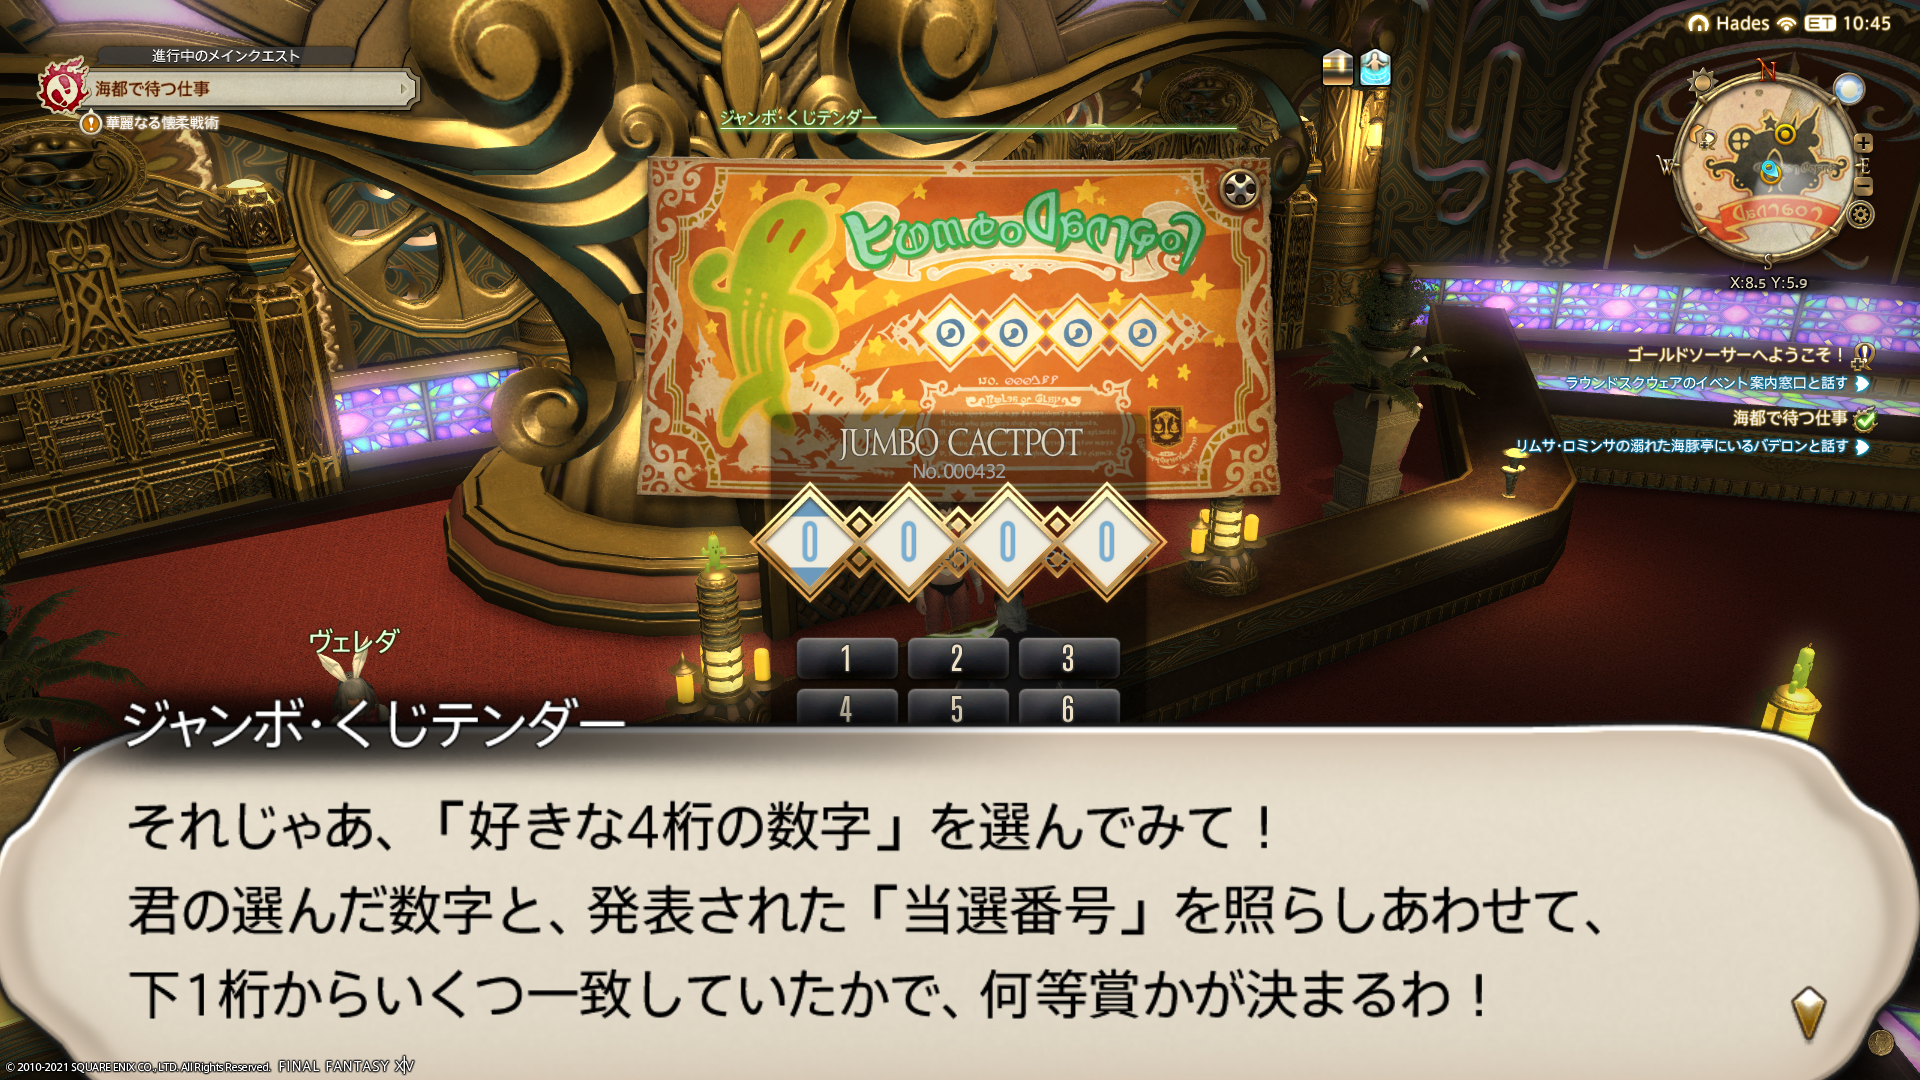 Hades ET 10:45
進行中のメインクエスト
海都で待つ仕事
華麗なる懐柔戦術
ジャンボ・くじテンダー
N
W
E
S
X:8.5 Y:5.9
ゴールドソーサーへようこそ！
ラウンドスクウェアのイベント案内窓口と話す
海都で待つ仕事
リムサ・ロミンサの溺れた海豚亭にいるバデロンと話す
JUMBO CACTPOT
No.000432
0 0 0 0
1 2 3
4 5 6
ヴェレダ
ジャンボ・くじテンダー
それじゃあ、「好きな4桁の数字」を選んでみて！
君の選んだ数字と、発表された「当選番号」を照らしあわせて、
下1桁からいくつ一致していたかで、何等賞かが決まるわ！
© 2010-2021 SQUARE ENIX CO., LTD. All Rights Reserved. FINAL FANTASY XIV